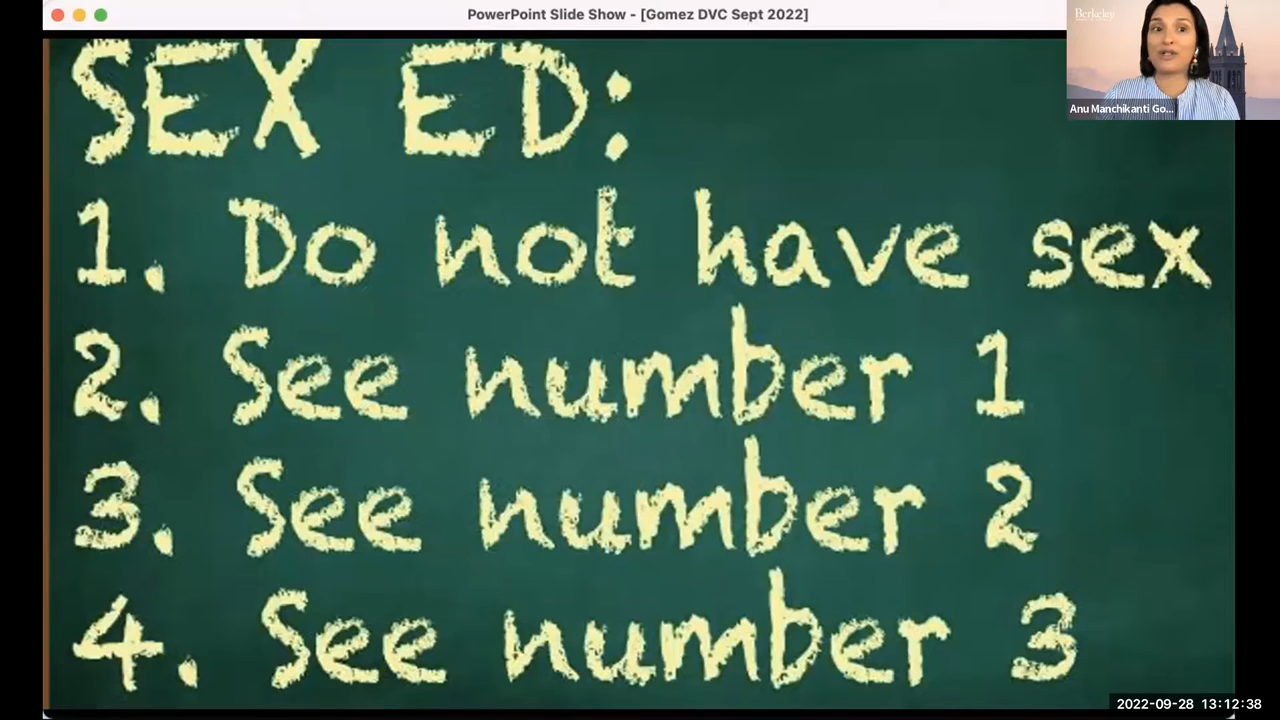 PowerPoint Slide Show - [Gomez DVC Sept 2022]
Berkeley
Anu Manchikanti Go...
SEX ED:
1. Do not have sex
2. See number 1
3. See number 2
4. See number 3
2022-09-28 13:12:38